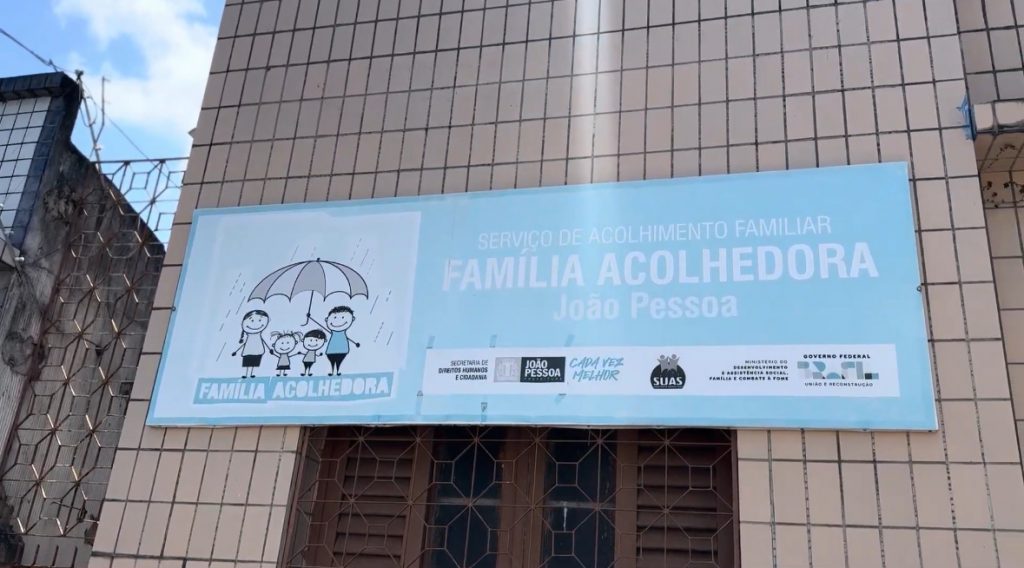 SERVIÇO DE ACOLHIMENTO FAMILIAR
FAMÍLIA ACOLHEDORA
João Pessoa
FAMÍLIA ACOLHEDORA
SECRETARIA DE
DIREITOS HUMANOS
E CIDADANIA
JOÃO
PESSOA
CADA VEZ
MELHOR
SUAS
MINISTÉRIO DO
DESENVOLVIMENTO
E ASSISTÊNCIA SOCIAL,
FAMÍLIA E COMBATE À FOME
GOVERNO FEDERAL
BRASIL
UNIÃO E RECONSTRUÇÃO